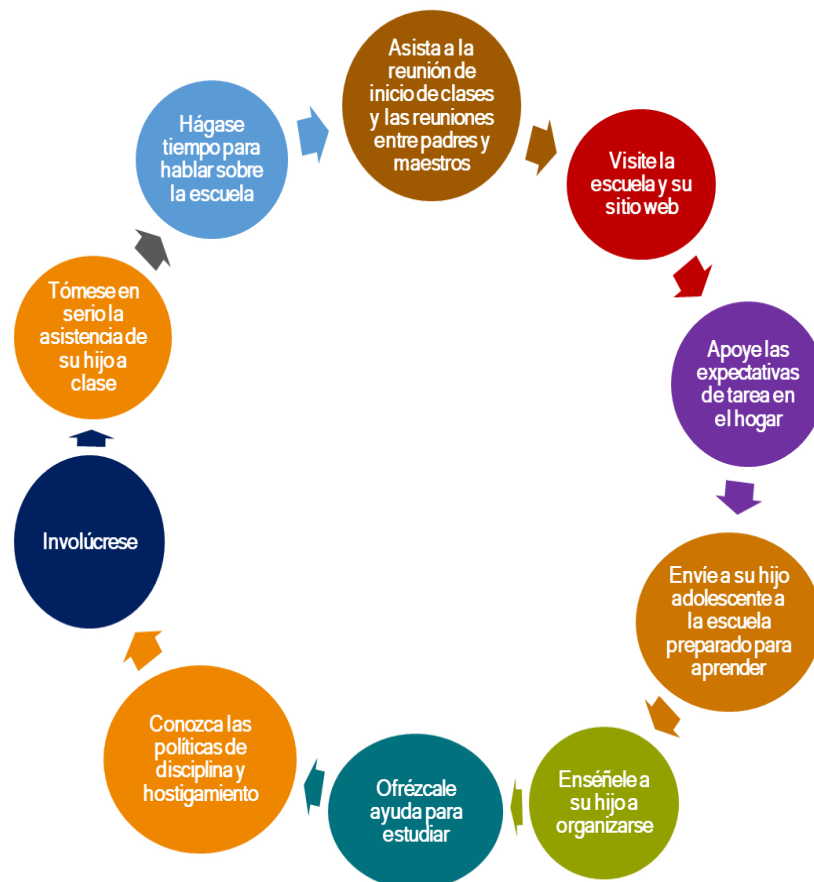 Asista a la
reunión de
inicio de clases
y las reuniones
entre padres y
maestros
Visite la
escuela y su
sitio web
Apoye las
expectativas
de tarea en
el hogar
Envíe a su hijo
adolescente a
la escuela
preparado para
aprender
Enséñele a
su hijo a
organizarse
Ofrézcale
ayuda para
estudiar
Conozca las
políticas de
disciplina y
hostigamiento
Involúcrese
Tómese en
serio la
asistencia de
su hijo a
clase
Hágase
tiempo para
hablar sobre
la escuela